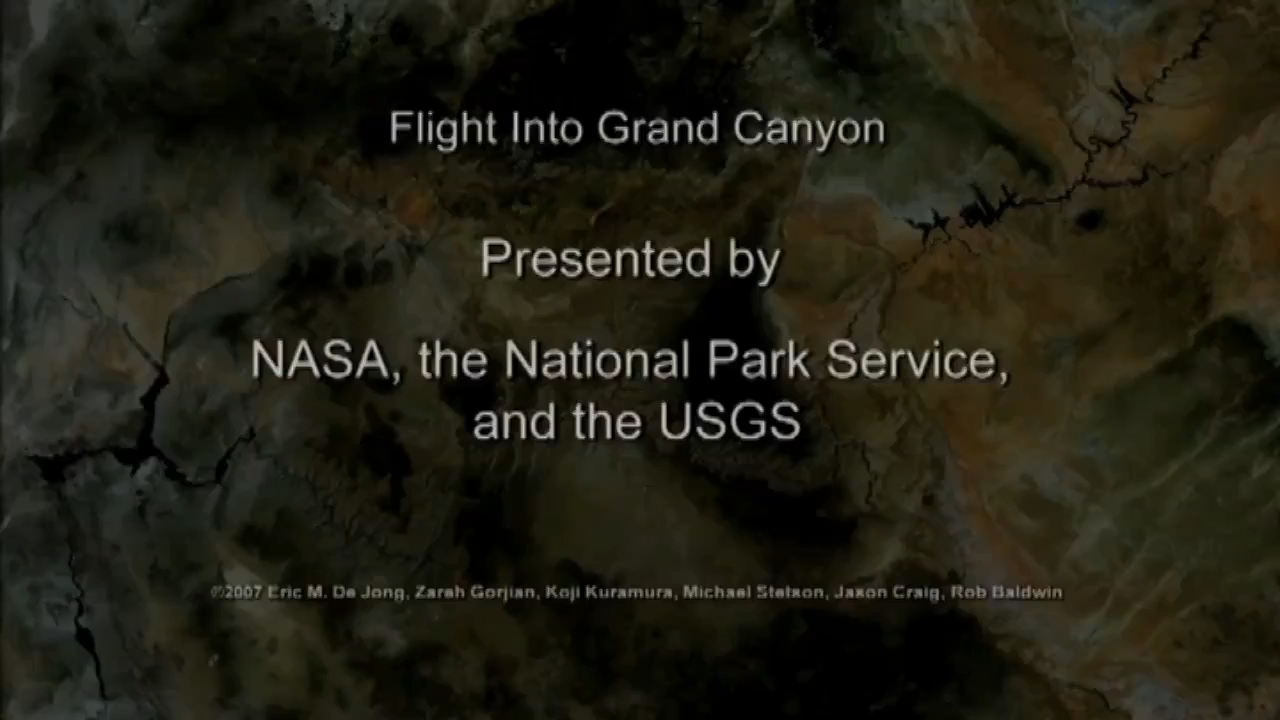 Flight Into Grand Canyon
Presented by
NASA, the National Park Service,
and the USGS
©2007 Eric M. De Jong, Zareh Gorjian, Koji Kuramura, Michael Stetson, Jason Craig, Rob Baldwin